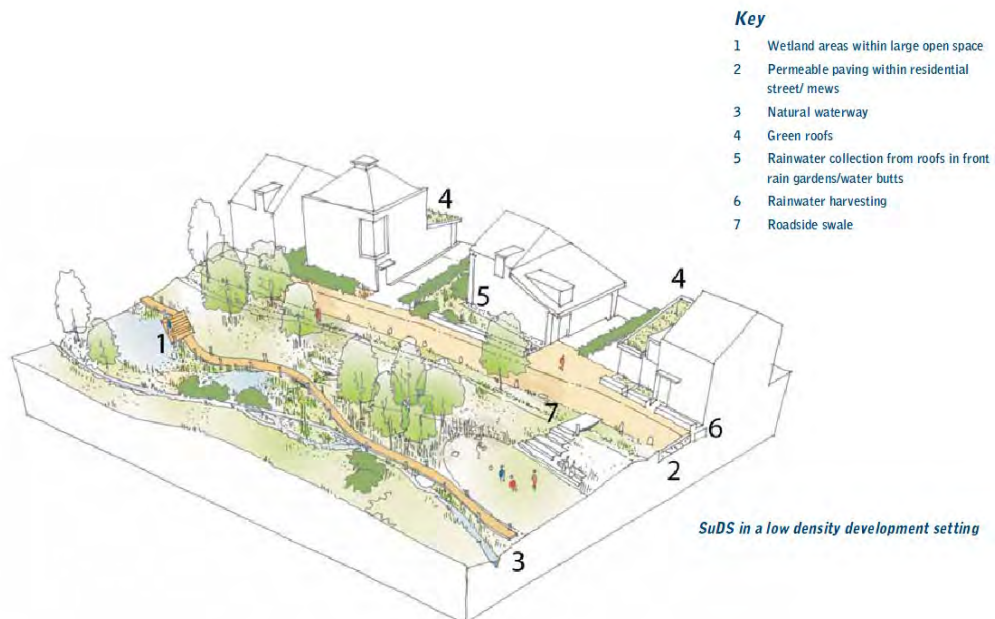 Key
1 Wetland areas within large open space
2 Permeable paving within residential
street/ mews
3 Natural waterway
4 Green roofs
5 Rainwater collection from roofs in front
rain gardens/water butts
6 Rainwater harvesting
7 Roadside swale
4
4
5
1
7
6
2
SuDS in a low density development setting
3